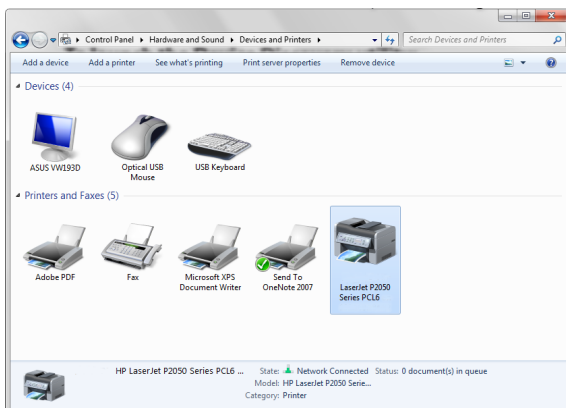 Control Panel Hardware and Sound Devices and Printers
Search Devices and Printers
Add a device Add a printer See what's printing Print server properties Remove device
Devices (4)
ASUS VW193D
Optical USB
Mouse
USB Keyboard
Printers and Faxes (5)
Adobe PDF
Fax
Microsoft XPS
Document Writer
Send To
OneNote 2007
LaserJet P2050
Series PCL6
HP LaserJet P2050 Series PCL6 ... State: Network Connected Status: 0 document(s) in queue
Model: HP LaserJet P2050 Serie...
Category: Printer